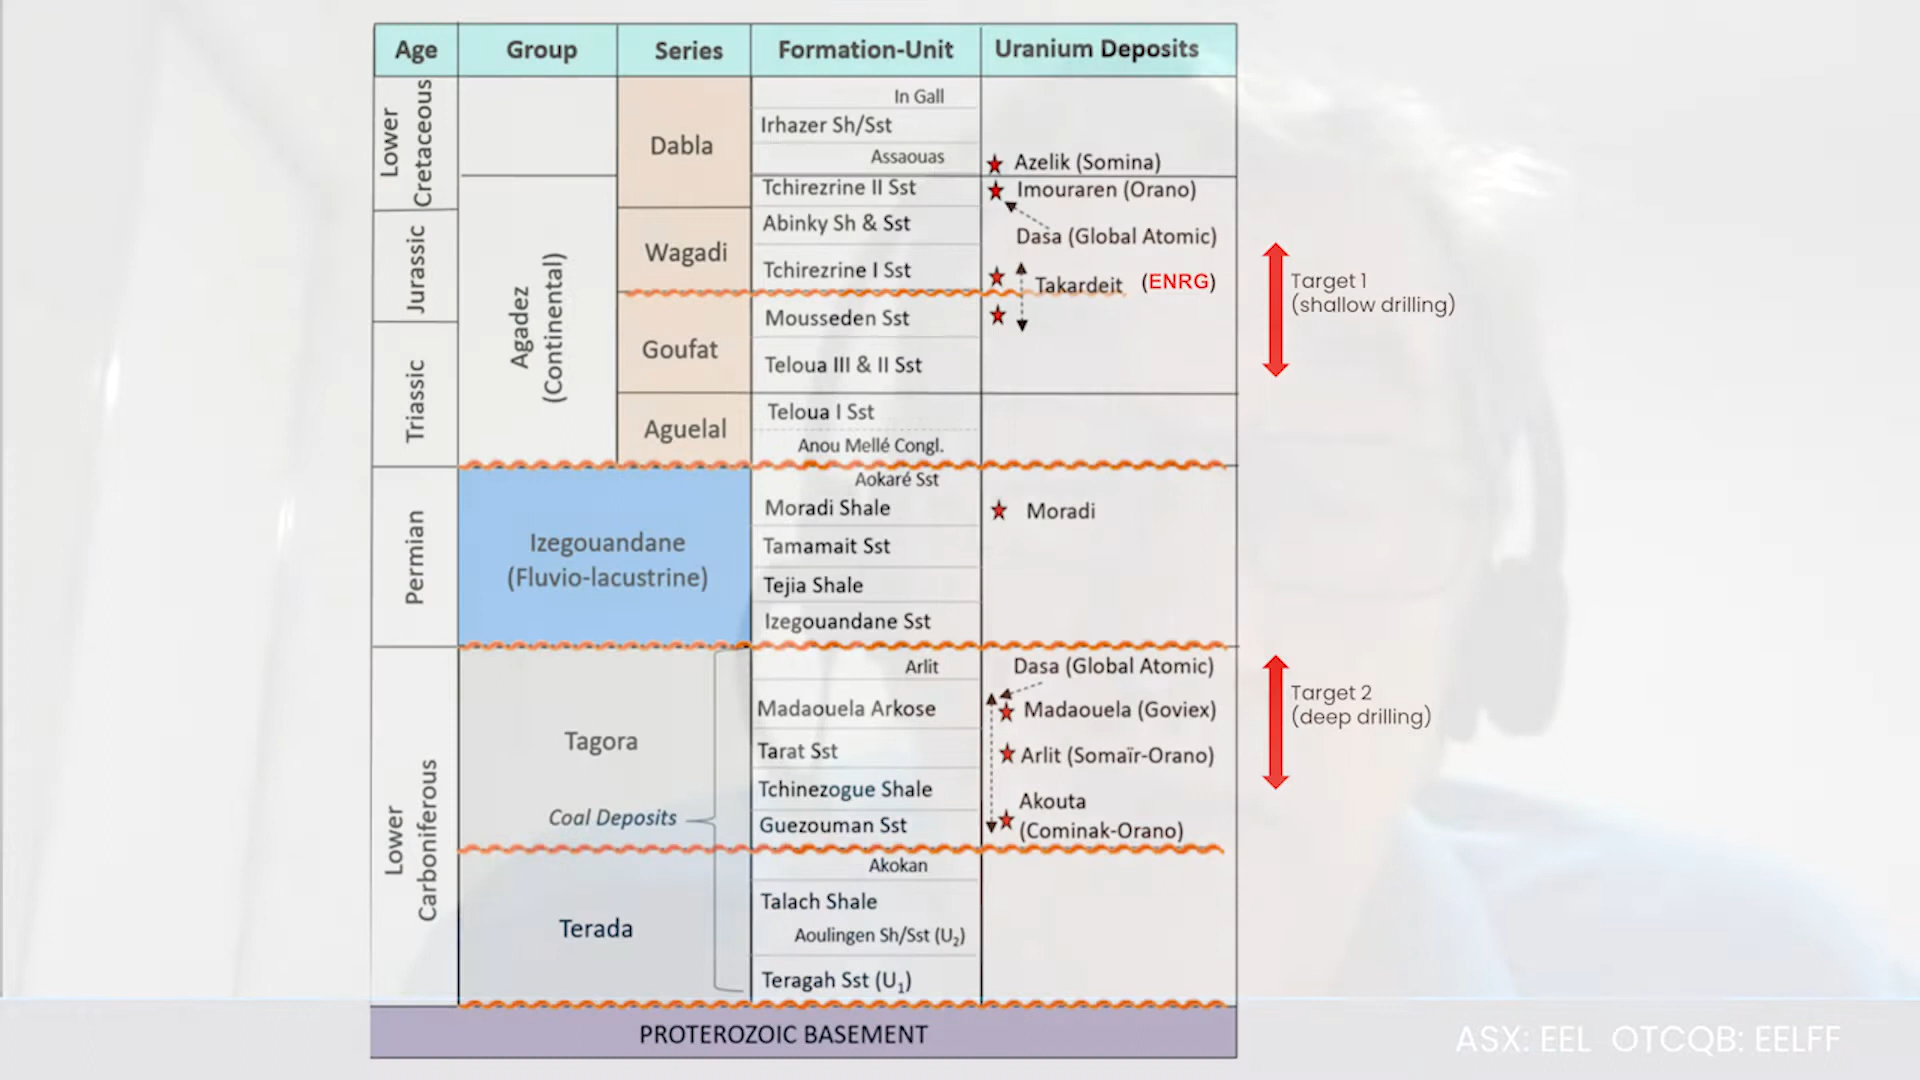 Age Group Series Formation-Unit Uranium Deposits
Lower
Cretaceous
Dabla
In Gall
Irhazer Sh/Sst
Assaouas
Azelik (Somina)
Tchirezrine II Sst
Imouraren (Orano)
Jurassic
Agadez
(Continental)
Wagadi
Abinky Sh & Sst
Dasa (Global Atomic)
Tchirezrine I Sst
Takardeit (ENRG)
Target 1
(shallow drilling)
Triassic
Goufat
Mousseden Sst
Teloua III & II Sst
Aguelal
Teloua I Sst
Anou Mellé Congl.
Permian
Izegouandane
(Fluvio-lacustrine)
Aokaré Sst
Moradi Shale
Moradi
Tamamait Sst
Tejia Shale
Izegouandane Sst
Lower
Carboniferous
Tagora
Coal Deposits
Arlit
Dasa (Global Atomic)
Madaouela Arkose
Madaouela (Goviex)
Target 2
(deep drilling)
Tarat Sst
Arlit (Somaïr-Orano)
Tchinezogue Shale
Guezouman Sst
Akouta
(Cominak-Orano)
Terada
Akokan
Talach Shale
Aoulingen Sh/Sst (U2)
Teragah Sst (U1)
PROTEROZOIC BASEMENT
ASX: EEL OTCQB: EELFF